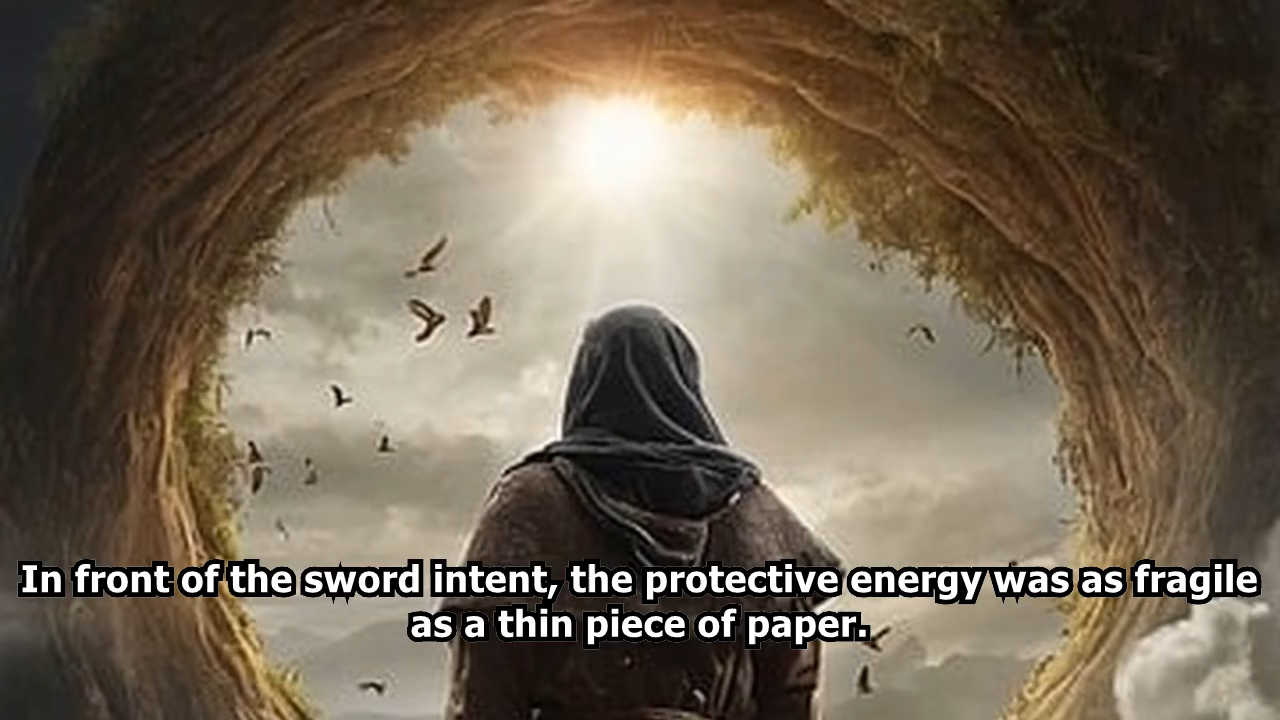 In front of the sword intent, the protective energy was as fragile
as a thin piece of paper.